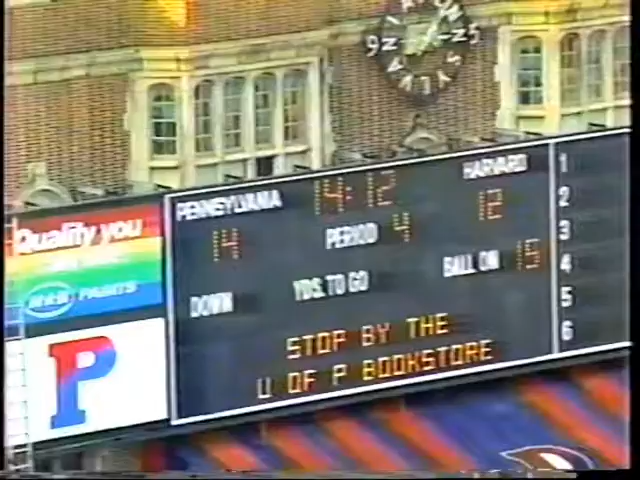 PENNSYLVANIA 14:12 HARVARD
14 PERIOD 4 12
DOWN YDS. TO GO BALL ON 15
STOP BY THE
U. OF P BOOKSTORE
1
2
3
4
5
6
Quality you
PAINTS
P